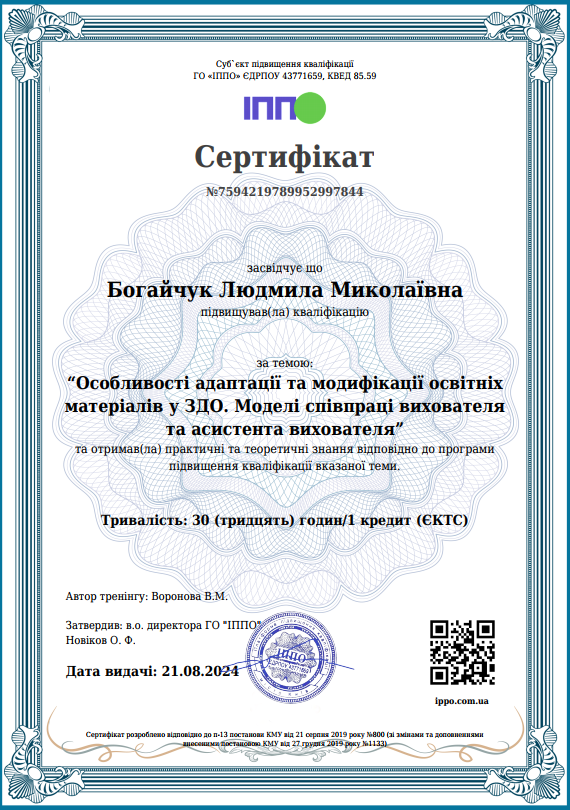 Суб`єкт підвищення кваліфікації
ГО «ІППО» ЄДРПОУ 43771659, КВЕД 85.59
ІППО
Сертифікат
№7594219789952997844
засвідчує що
Богайчук Людмила Миколаївна
підвищував(ла) кваліфікацію
за темою:
“Особливості адаптації та модифікації освітніх
матеріалів у ЗДО. Моделі співпраці вихователя
та асистента вихователя”
та отримав(ла) практичні та теоретичні знання відповідно до програми
підвищення кваліфікації вказаної теми.
Тривалість: 30 (тридцять) годин/1 кредит (ЄКТС)
Автор тренінгу: Воронова В.М.
Затвердив: в.о. директора ГО "ІППО"
Новіков О. Ф.
Дата видачі: 21.08.2024
ІППО
ippo.com.ua
Сертифікат розроблено відповідно до п-13 постанови КМУ від 21 серпня 2019 року №800 (зі змінами та доповненнями
внесеними постановою КМУ від 27 грудня 2019 року №1133)